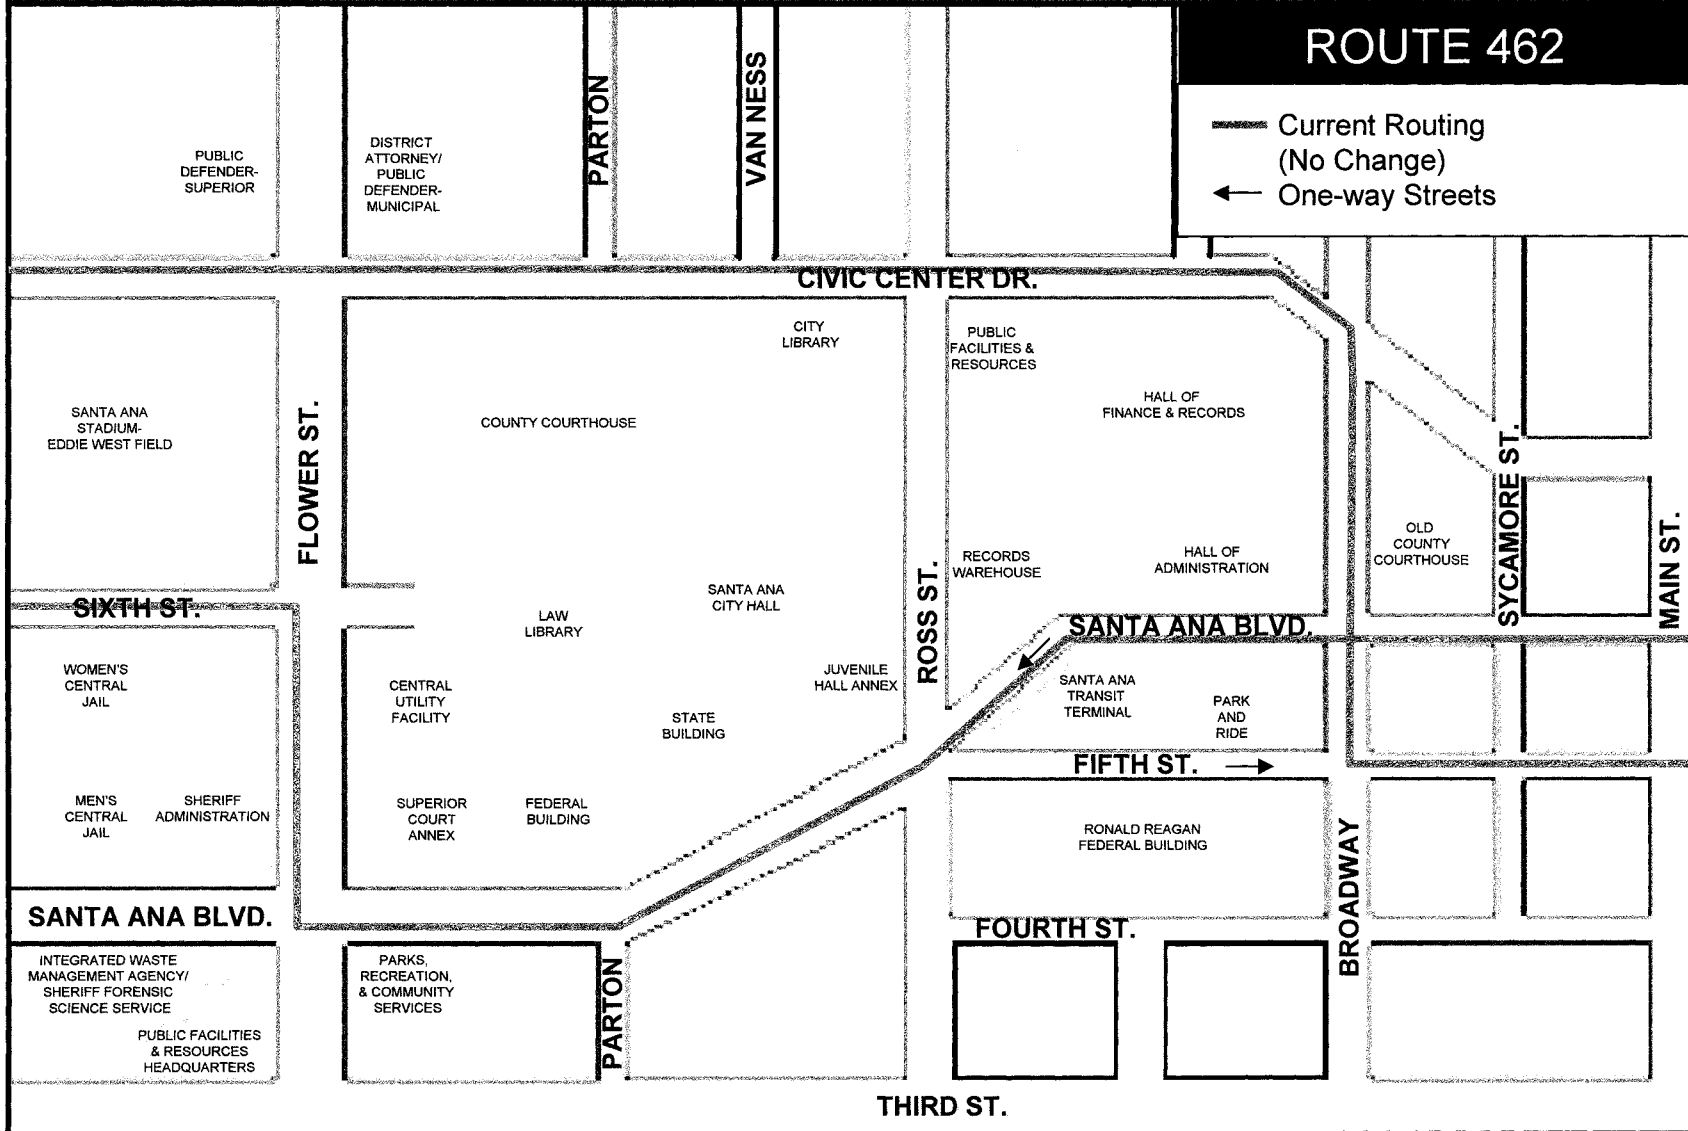 ROUTE 462
Current Routing
(No Change)
One-way Streets
PARTON
VAN NESS
PUBLIC
DEFENDER-
SUPERIOR
DISTRICT
ATTORNEY/
PUBLIC
DEFENDER-
MUNICIPAL
CIVIC CENTER DR.
CITY
LIBRARY
PUBLIC
FACILITIES &
RESOURCES
HALL OF
FINANCE & RECORDS
SANTA ANA
STADIUM-
EDDIE WEST FIELD
FLOWER ST.
COUNTY COURTHOUSE
SYCAMORE ST.
MAIN ST.
OLD
COUNTY
COURTHOUSE
RECORDS
WAREHOUSE
HALL OF
ADMINISTRATION
ROSS ST.
SANTA ANA
CITY HALL
SIXTH ST.
LAW
LIBRARY
SANTA ANA BLVD.
WOMEN'S
CENTRAL
JAIL
CENTRAL
UTILITY
FACILITY
JUVENILE
HALL ANNEX
STATE
BUILDING
SANTA ANA
TRANSIT
TERMINAL
PARK
AND
RIDE
FIFTH ST.
MEN'S
CENTRAL
JAIL
SHERIFF
ADMINISTRATION
SUPERIOR
COURT
ANNEX
FEDERAL
BUILDING
RONALD REAGAN
FEDERAL BUILDING
BROADWAY
SANTA ANA BLVD.
FOURTH ST.
INTEGRATED WASTE
MANAGEMENT AGENCY/
SHERIFF FORENSIC
SCIENCE SERVICE
PUBLIC FACILITIES
& RESOURCES
HEADQUARTERS
PARKS,
RECREATION,
& COMMUNITY
SERVICES
PARTON
THIRD ST.